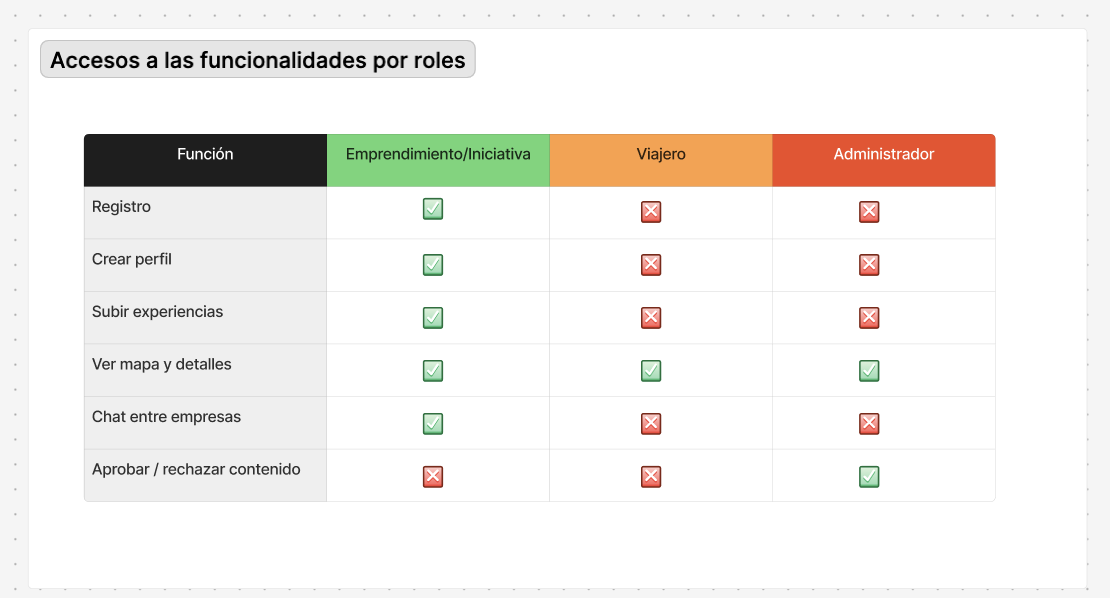 Accesos a las funcionalidades por roles
Función Emprendimiento/Iniciativa Viajero Administrador
Registro ✅ ❌ ❌
Crear perfil ✅ ❌ ❌
Subir experiencias ✅ ❌ ❌
Ver mapa y detalles ✅ ✅ ✅
Chat entre empresas ✅ ❌ ❌
Aprobar / rechazar contenido ❌ ❌ ✅